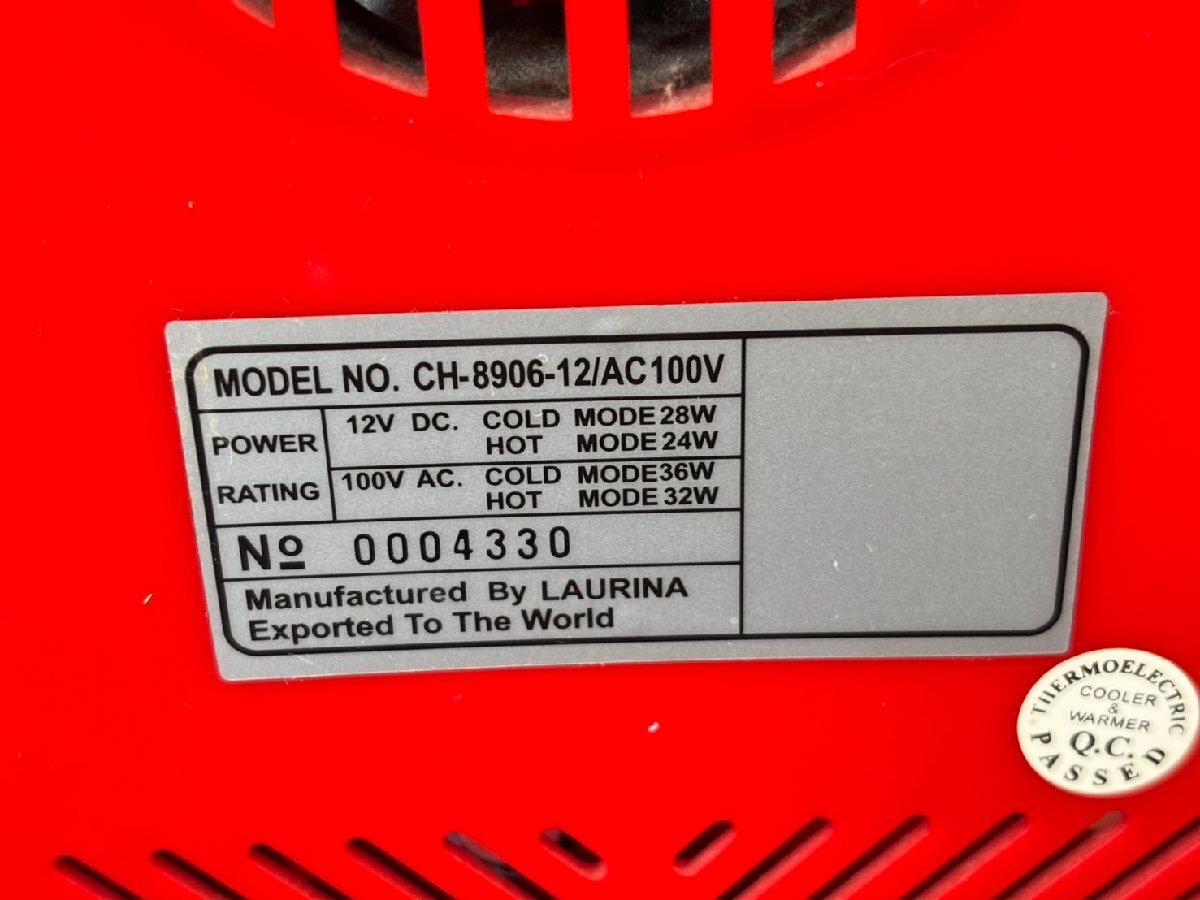 MODEL NO. CH-8906-12/AC100V
POWER RATING
12V DC. COLD MODE 28W
HOT MODE 24W
100V AC. COLD MODE 36W
HOT MODE 32W
Nº 0004330
Manufactured By LAURINA
Exported To The World
THERMOELECTRIC
COOLER
&
WARMER
Q.C.
PASSED